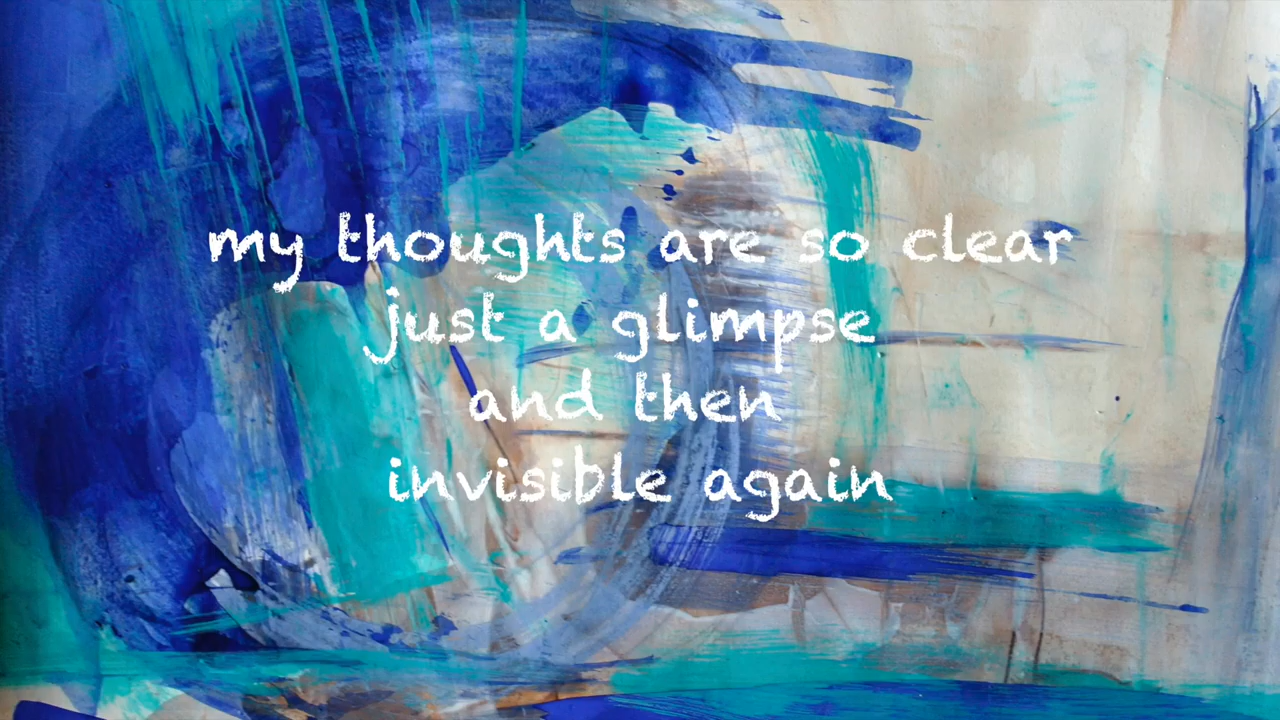 my thoughts are so clear
just a glimpse
and then
invisible again